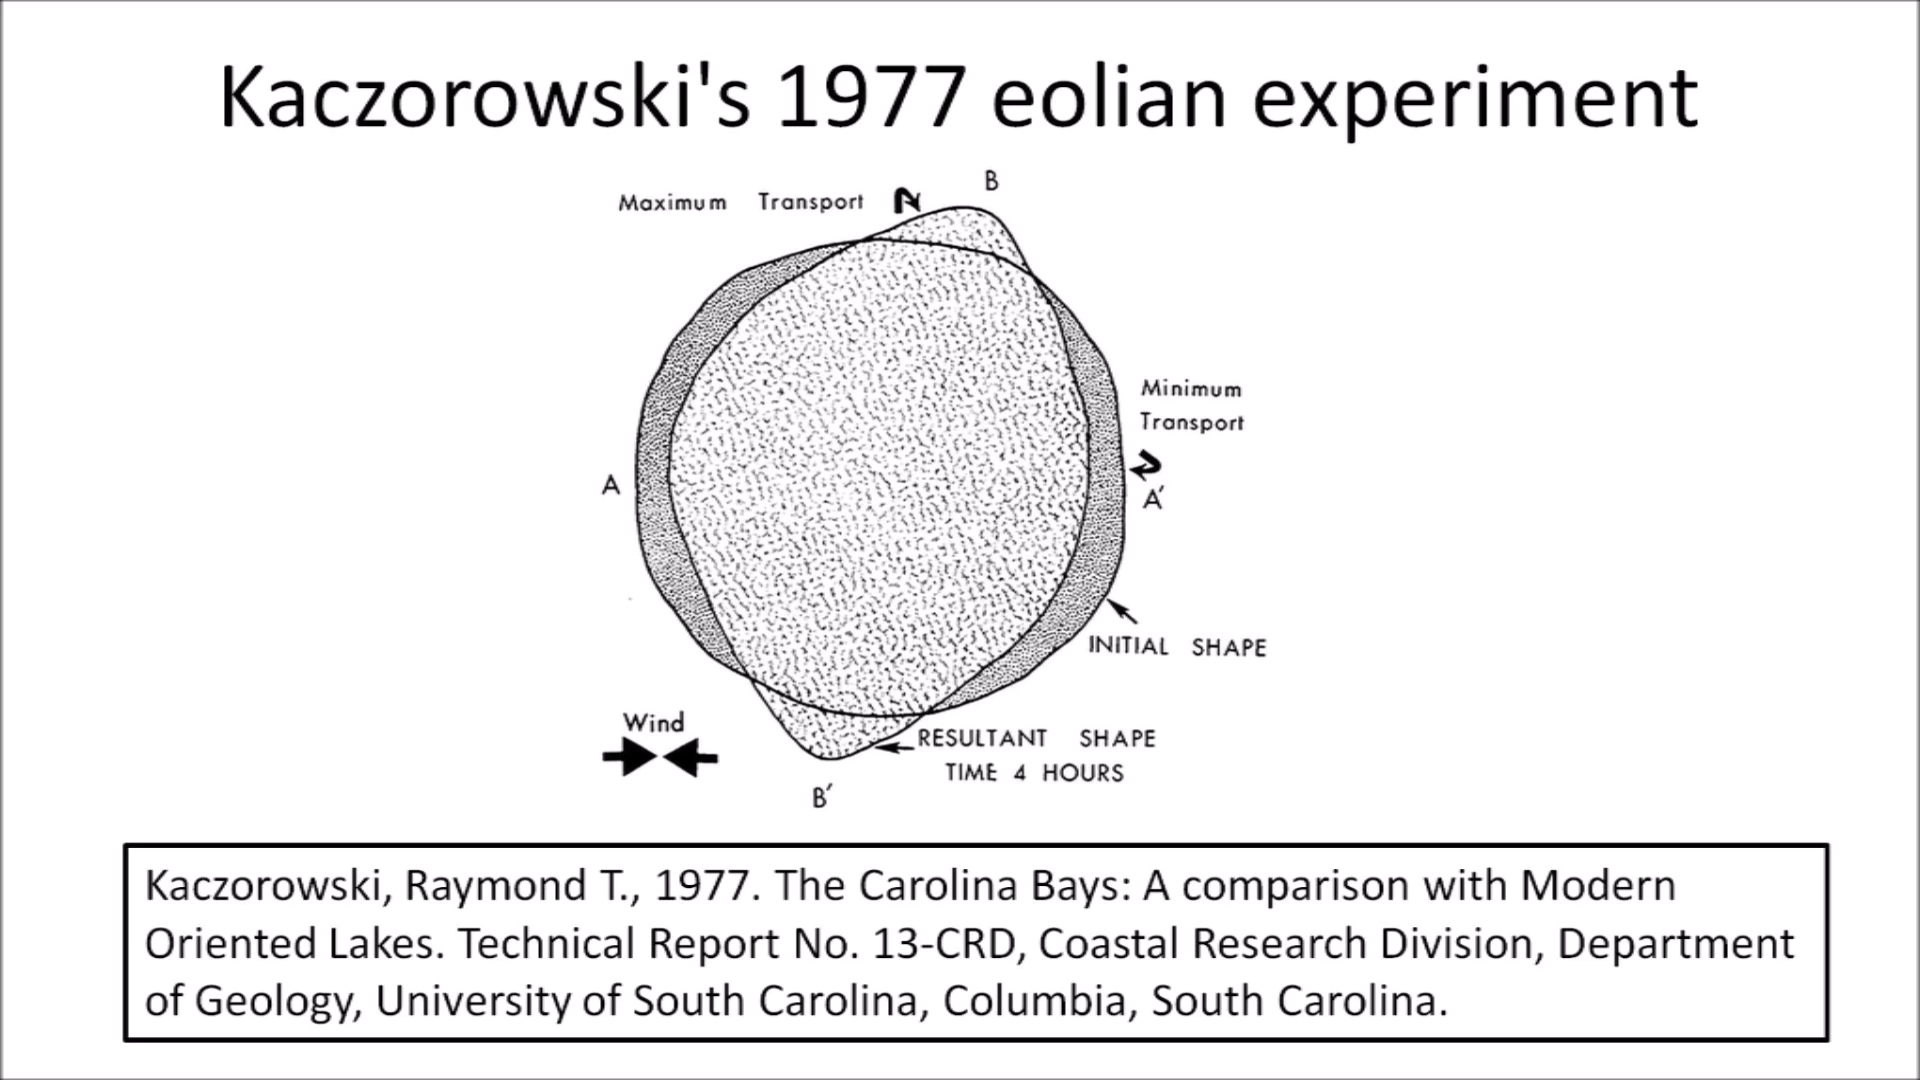 Kaczorowski's 1977 eolian experiment
B
Maximum Transport
Minimum
Transport
A
A′
INITIAL SHAPE
Wind
RESULTANT SHAPE
TIME 4 HOURS
B′
Kaczorowski, Raymond T., 1977. The Carolina Bays: A comparison with Modern
Oriented Lakes. Technical Report No. 13-CRD, Coastal Research Division, Department
of Geology, University of South Carolina, Columbia, South Carolina.